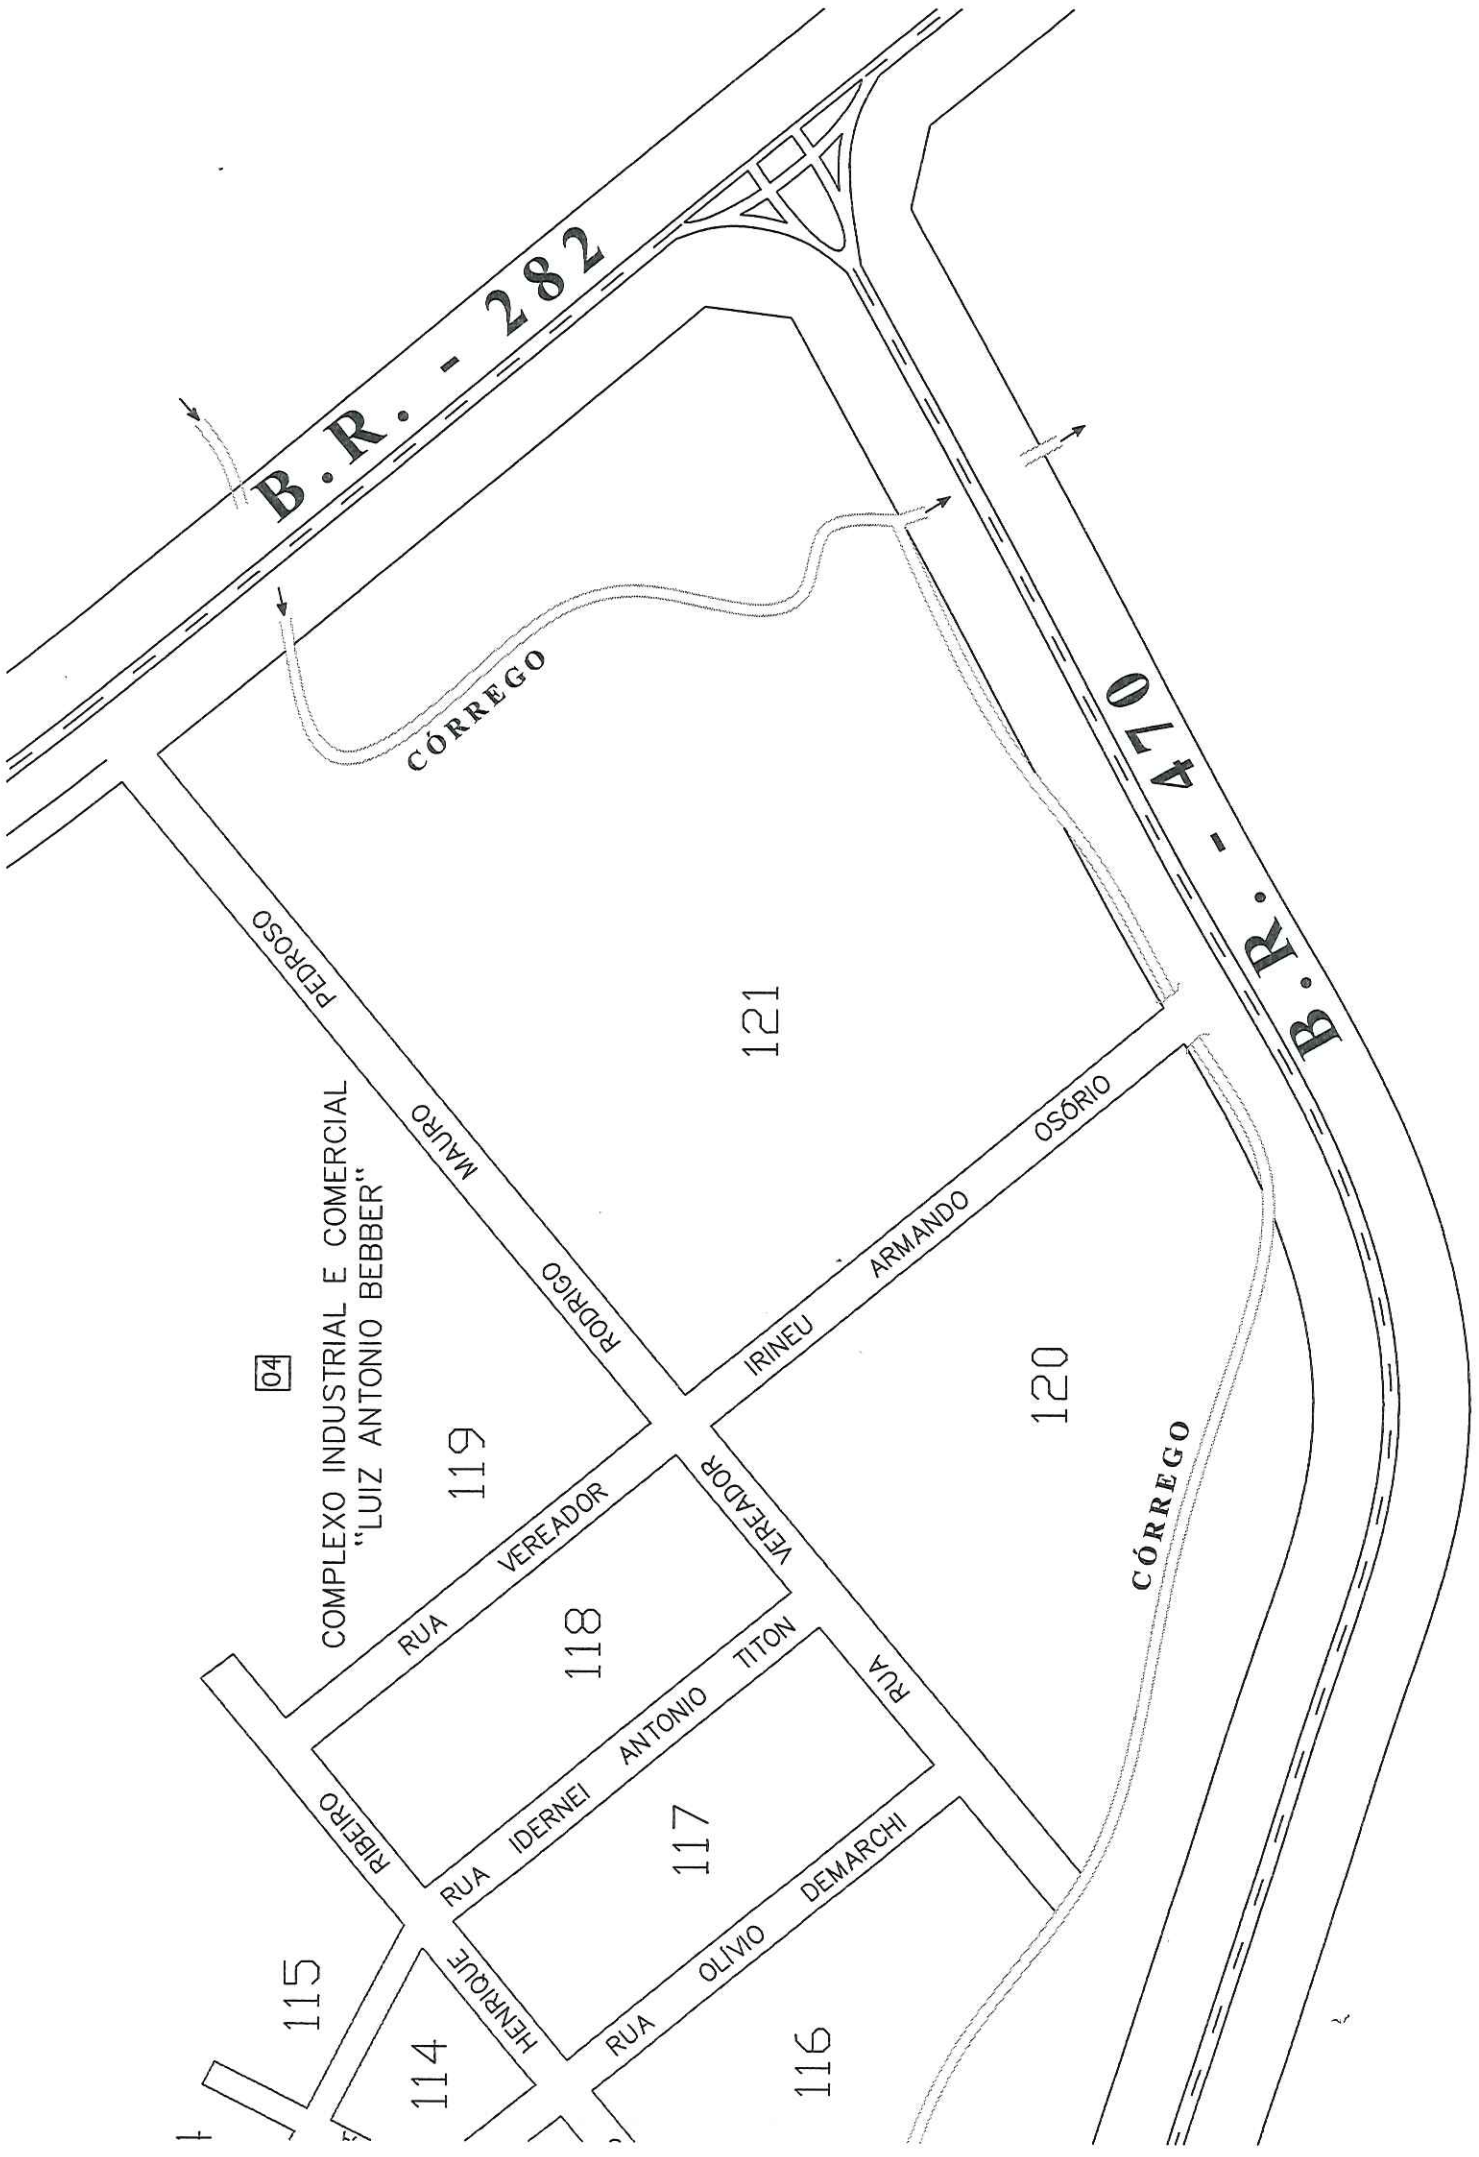 B.R. - 282
CÓRREGO
B.R. - 470
RUA VEREADOR RODRIGO MAURO PEDROSO
121
04
COMPLEXO INDUSTRIAL E COMERCIAL
"LUIZ ANTONIO BEBBER"
119
RUA VEREADOR IRINEU ARMANDO OSÓRIO
120
CÓRREGO
118
RUA IDERNEI ANTONIO TITON
117
HENRIQUE RIBEIRO
RUA OLÍVIO DEMARCHI
115
114
116